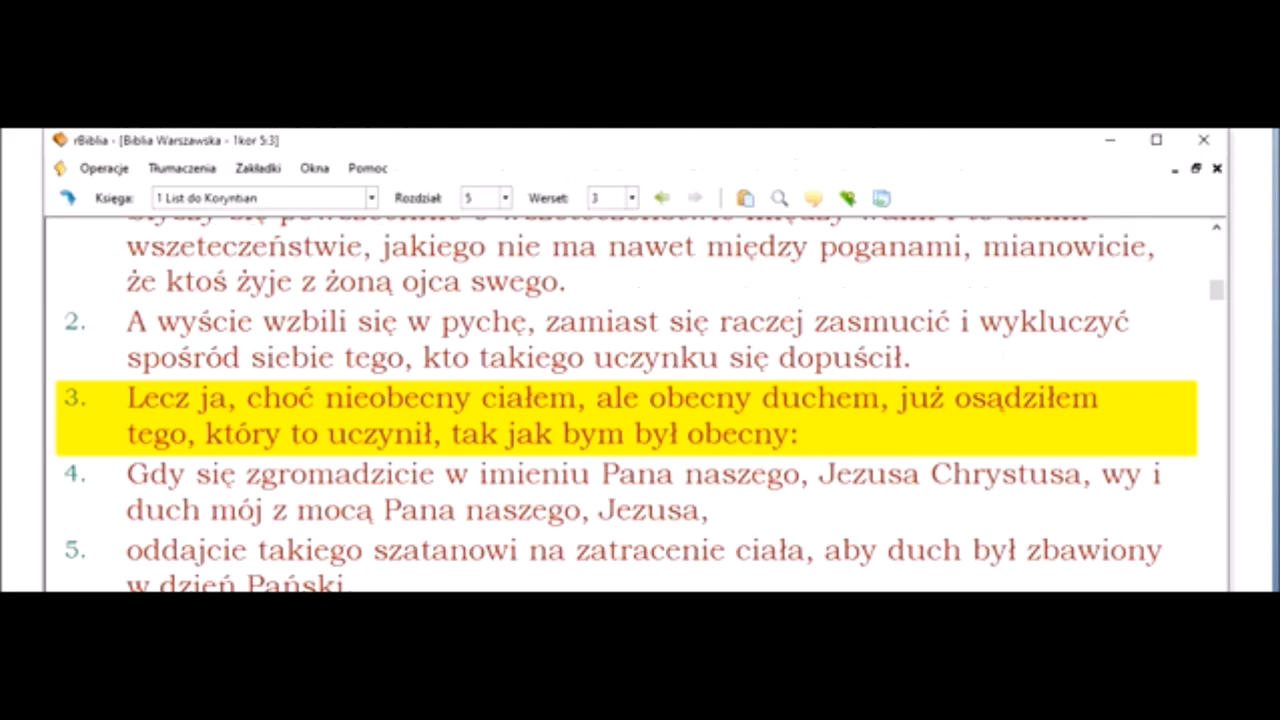 rBiblia - [Biblia Warszawska - 1kor 5:3]
Operacje Tłumaczenia Zakładki Okna Pomoc
Księga: 1 List do Koryntian Rozdział: 5 Werset: 3
wszeteczeństwie, jakiego nie ma nawet między poganami, mianowicie,
że ktoś żyje z żoną ojca swego.
2. A wyście wzbili się w pychę, zamiast się raczej zasmucić i wykluczyć
spośród siebie tego, kto takiego uczynku się dopuścił.
3. Lecz ja, choć nieobecny ciałem, ale obecny duchem, już osądziłem
tego, który to uczynił, tak jak bym był obecny:
4. Gdy się zgromadzicie w imieniu Pana naszego, Jezusa Chrystusa, wy i
duch mój z mocą Pana naszego, Jezusa,
5. oddajcie takiego szatanowi na zatracenie ciała, aby duch był zbawiony
w dzień Pański.